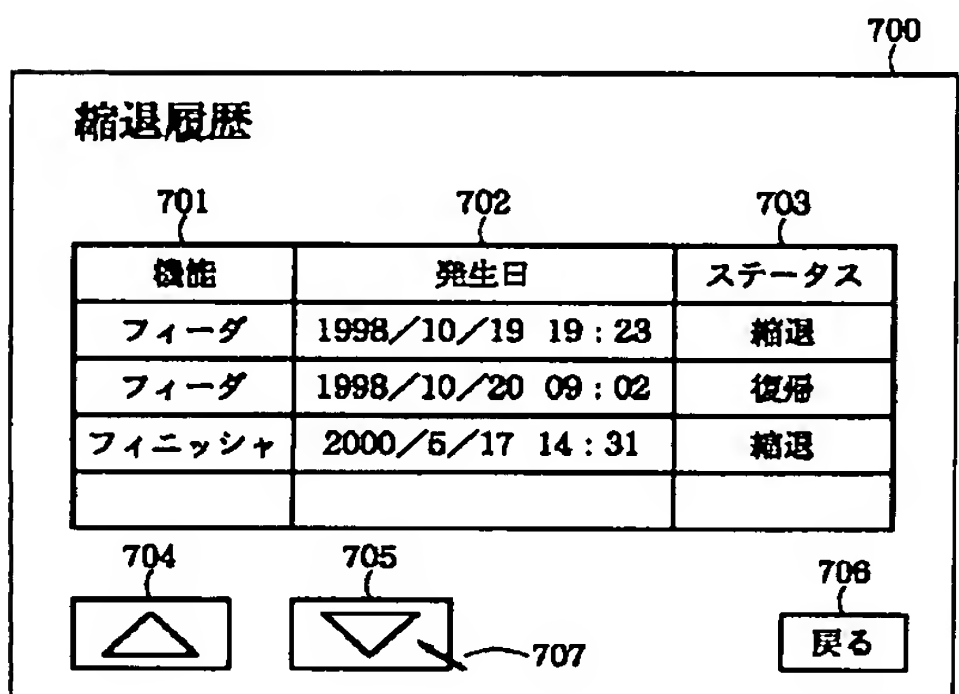 700
縮退履歴
701 702 703
機能 発生日 ステータス
フィーダ 1998/10/19 19:23 縮退
フィーダ 1998/10/20 09:02 復帰
フィニッシャ 2000/5/17 14:31 縮退
704 705 706
戻る
707